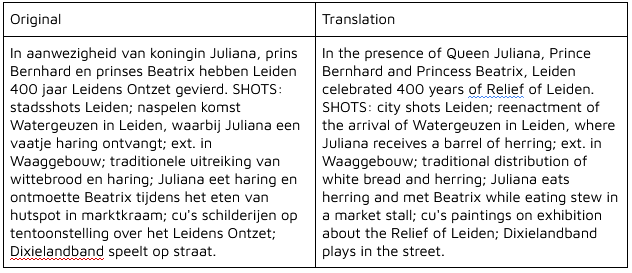 Original
Translation
In aanwezigheid van koningin Juliana, prins
Bernhard en prinses Beatrix hebben Leiden
400 jaar Leidens Ontzet gevierd. SHOTS:
stadsshots Leiden; naspelen komst
Watergeuzen in Leiden, waarbij Juliana een
vaatje haring ontvangt; ext. in
Waaggebouw; traditionele uitreiking van
wittebrood en haring; Juliana eet haring en
ontmoette Beatrix tijdens het eten van
hutspot in marktkraam; cu's schilderijen op
tentoonstelling over het Leidens Ontzet;
Dixielandband speelt op straat.
In the presence of Queen Juliana, Prince
Bernhard and Princess Beatrix, Leiden
celebrated 400 years of Relief of Leiden.
SHOTS: city shots Leiden; reenactment of
the arrival of Watergeuzen in Leiden, where
Juliana receives a barrel of herring; ext. in
Waaggebouw; traditional distribution of
white bread and herring; Juliana eats
herring and met Beatrix while eating stew in
a market stall; cu's paintings on exhibition
about the Relief of Leiden; Dixielandband
plays in the street.